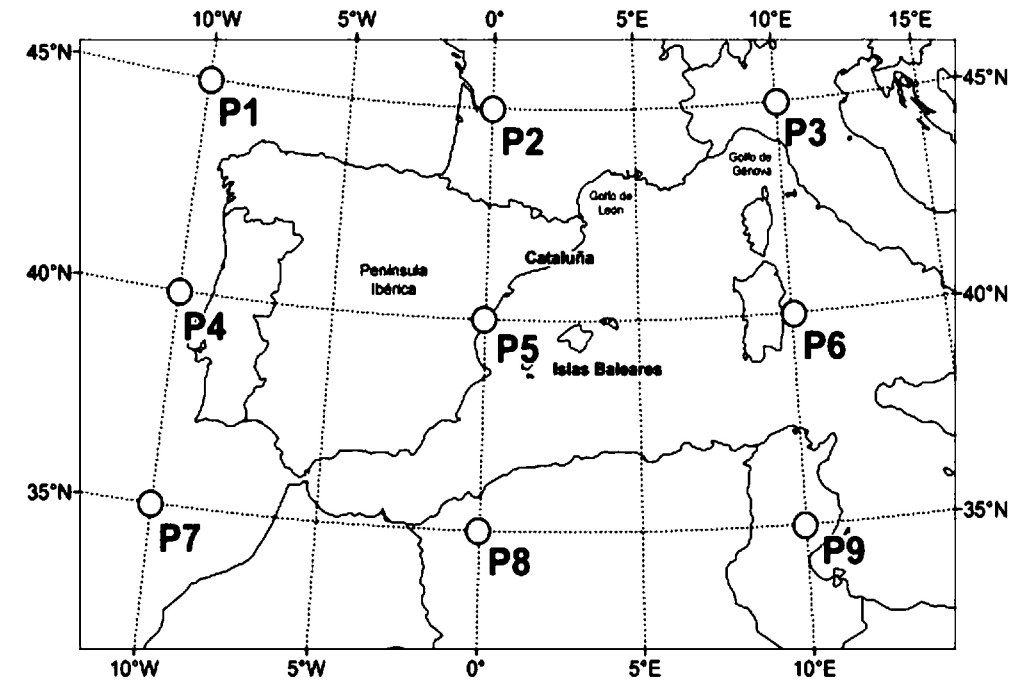 10°W 5°W 0° 5°E 10°E 15°E
45°N 45°N
P1
P2
P3
Golfo de
Génova
Golfo de
León
Cataluña
Península
Ibérica
40°N 40°N
P4
P5
P6
Islas Baleares
35°N 35°N
P7
P8
P9
10°W 5°W 0° 5°E 10°E